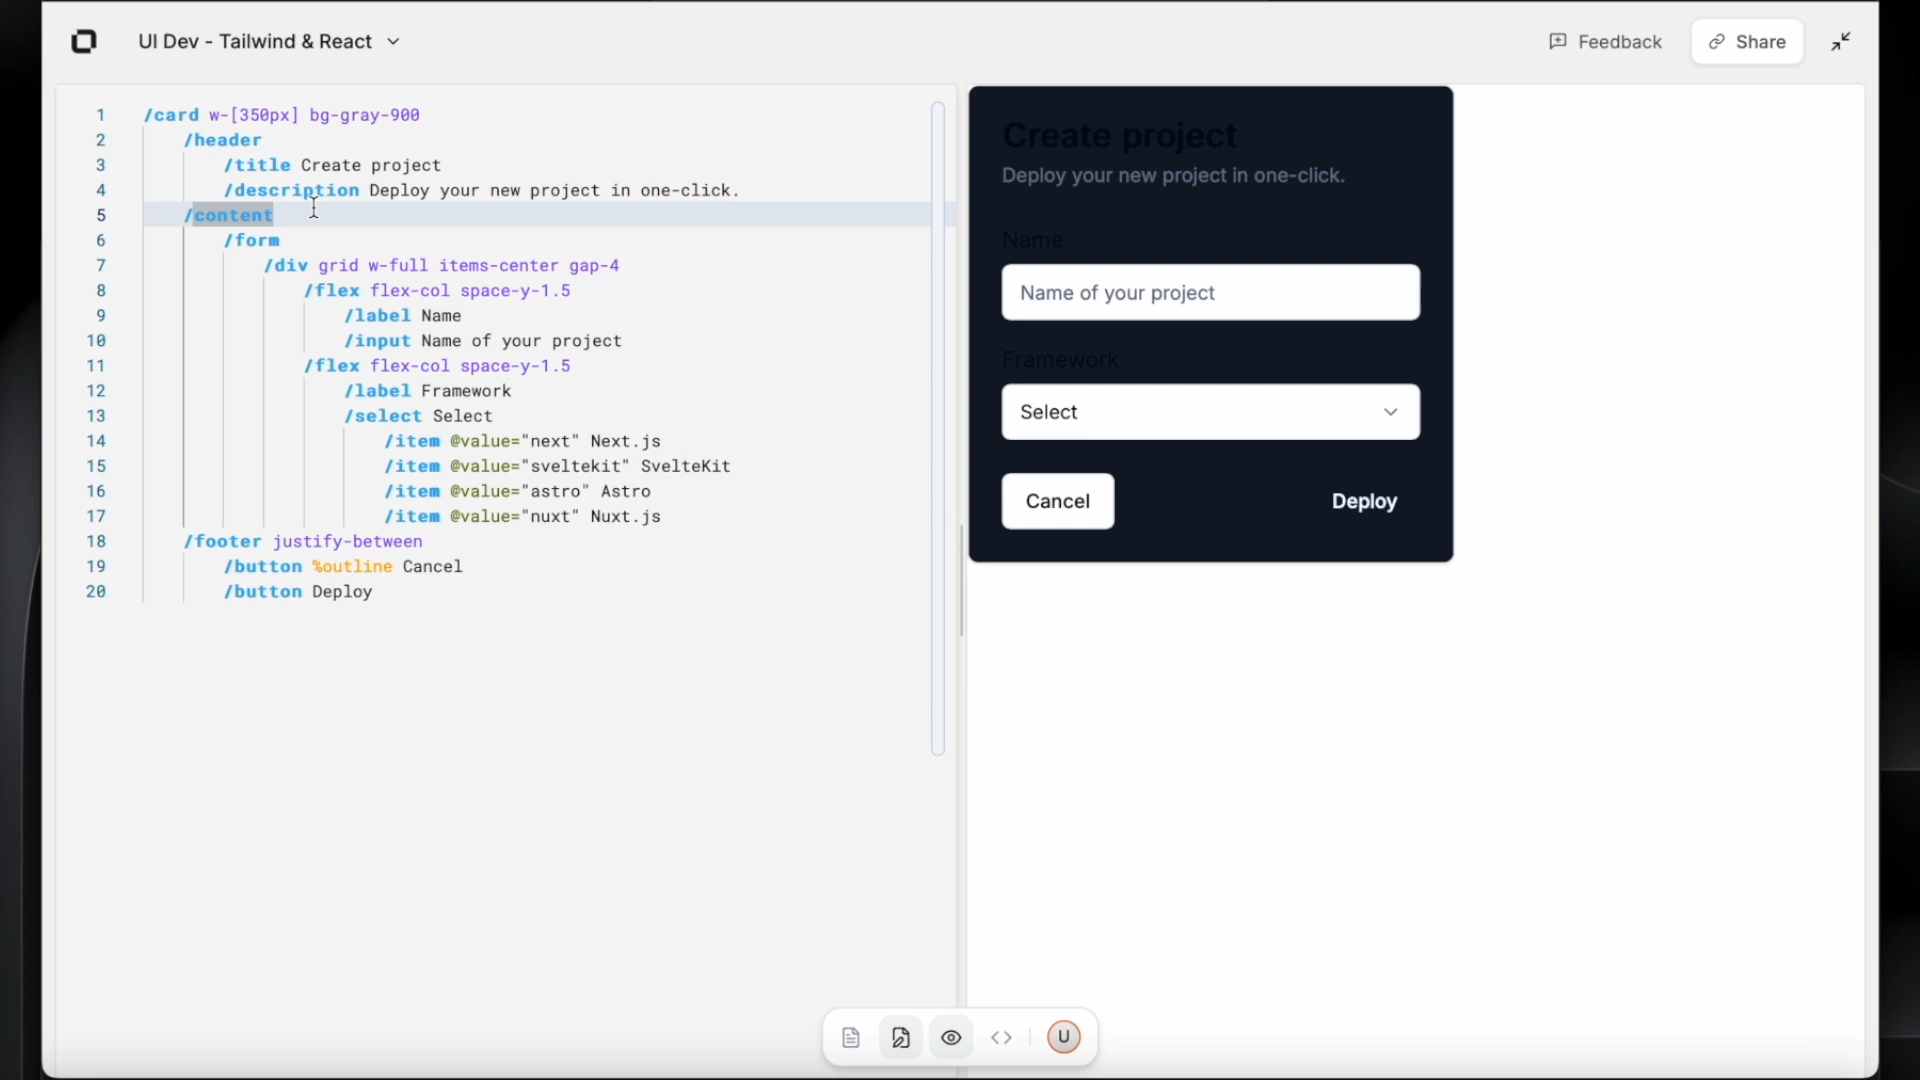 UI Dev - Tailwind & React
Feedback
Share
1 /card w-[350px] bg-gray-900
2 /header
3 /title Create project
4 /description Deploy your new project in one-click.
5 /content
6 /form
7 /div grid w-full items-center gap-4
8 /flex flex-col space-y-1.5
9 /label Name
10 /input Name of your project
11 /flex flex-col space-y-1.5
12 /label Framework
13 /select Select
14 /item @value="next" Next.js
15 /item @value="sveltekit" SvelteKit
16 /item @value="astro" Astro
17 /item @value="nuxt" Nuxt.js
18 /footer justify-between
19 /button %outline Cancel
20 /button Deploy
Create project
Deploy your new project in one-click.
Name
Name of your project
Framework
Select
Cancel
Deploy
U